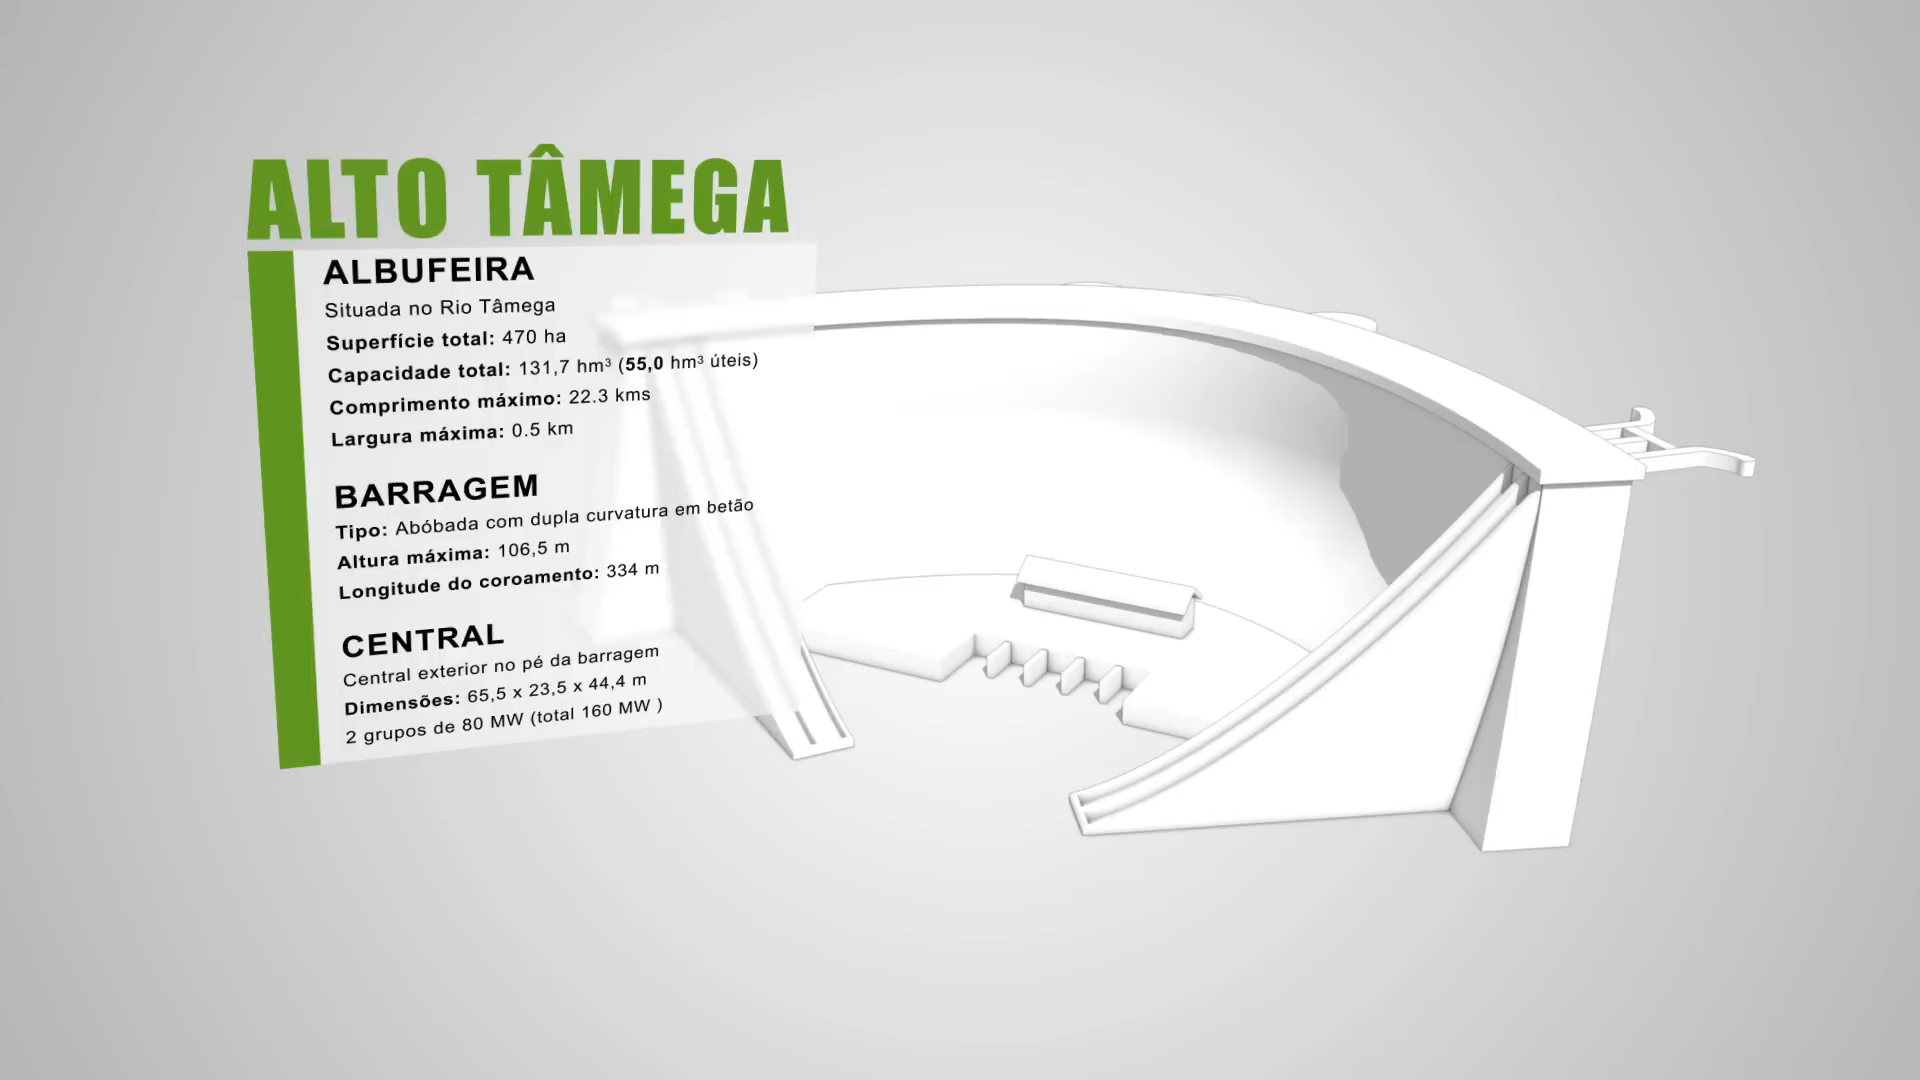 ALTO TÂMEGA
ALBUFEIRA
Situada no Rio Tâmega
Superfície total: 470 ha
Capacidade total: 131,7 hm³ (55,0 hm³ úteis)
Comprimento máximo: 22.3 kms
Largura máxima: 0.5 km
BARRAGEM
Tipo: Abóbada com dupla curvatura em betão
Altura máxima: 106,5 m
Longitude do coroamento: 334 m
CENTRAL
Central exterior no pé da barragem
Dimensões: 65,5 x 23,5 x 44,4 m
2 grupos de 80 MW (total 160 MW )